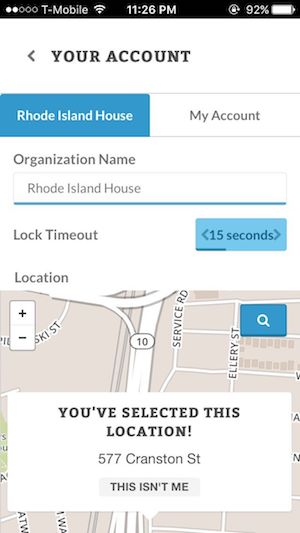 T-Mobile 11:26 PM 92%
YOUR ACCOUNT
Rhode Island House My Account
Organization Name
Rhode Island House
Lock Timeout 15 seconds
Location
+
−
10
SERVICE RD
ELLERY ST
SKI ST
YOU'VE SELECTED THIS
LOCATION!
577 Cranston St
THIS ISN'T ME